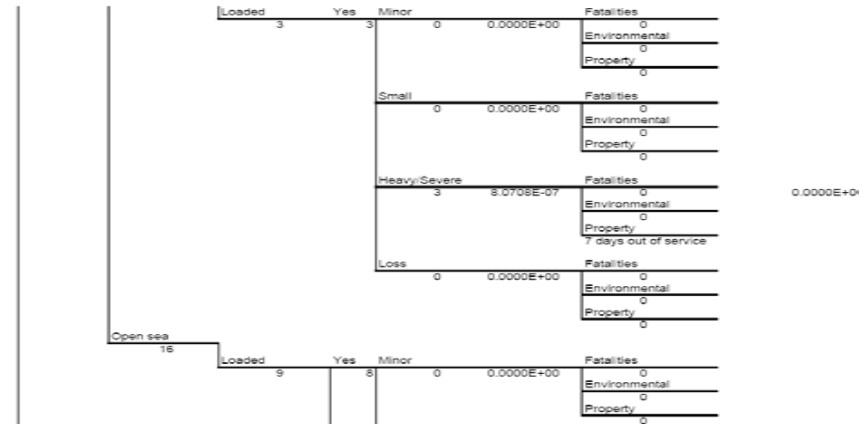 Loaded Yes Minor Fatalities
3 3 0 0.0000E+00 0
Environmental
0
Property
0
Small Fatalities
0 0.0000E+00 0
Environmental
0
Property
0
Heavy/Severe Fatalities
3 8.0708E-07 0 0.0000E+0
Environmental
0
Property
7 days out of service
Loss Fatalities
0 0.0000E+00 0
Environmental
0
Property
0
Open sea
16
Loaded Yes Minor Fatalities
9 8 0 0.0000E+00 0
Environmental
0
Property
0